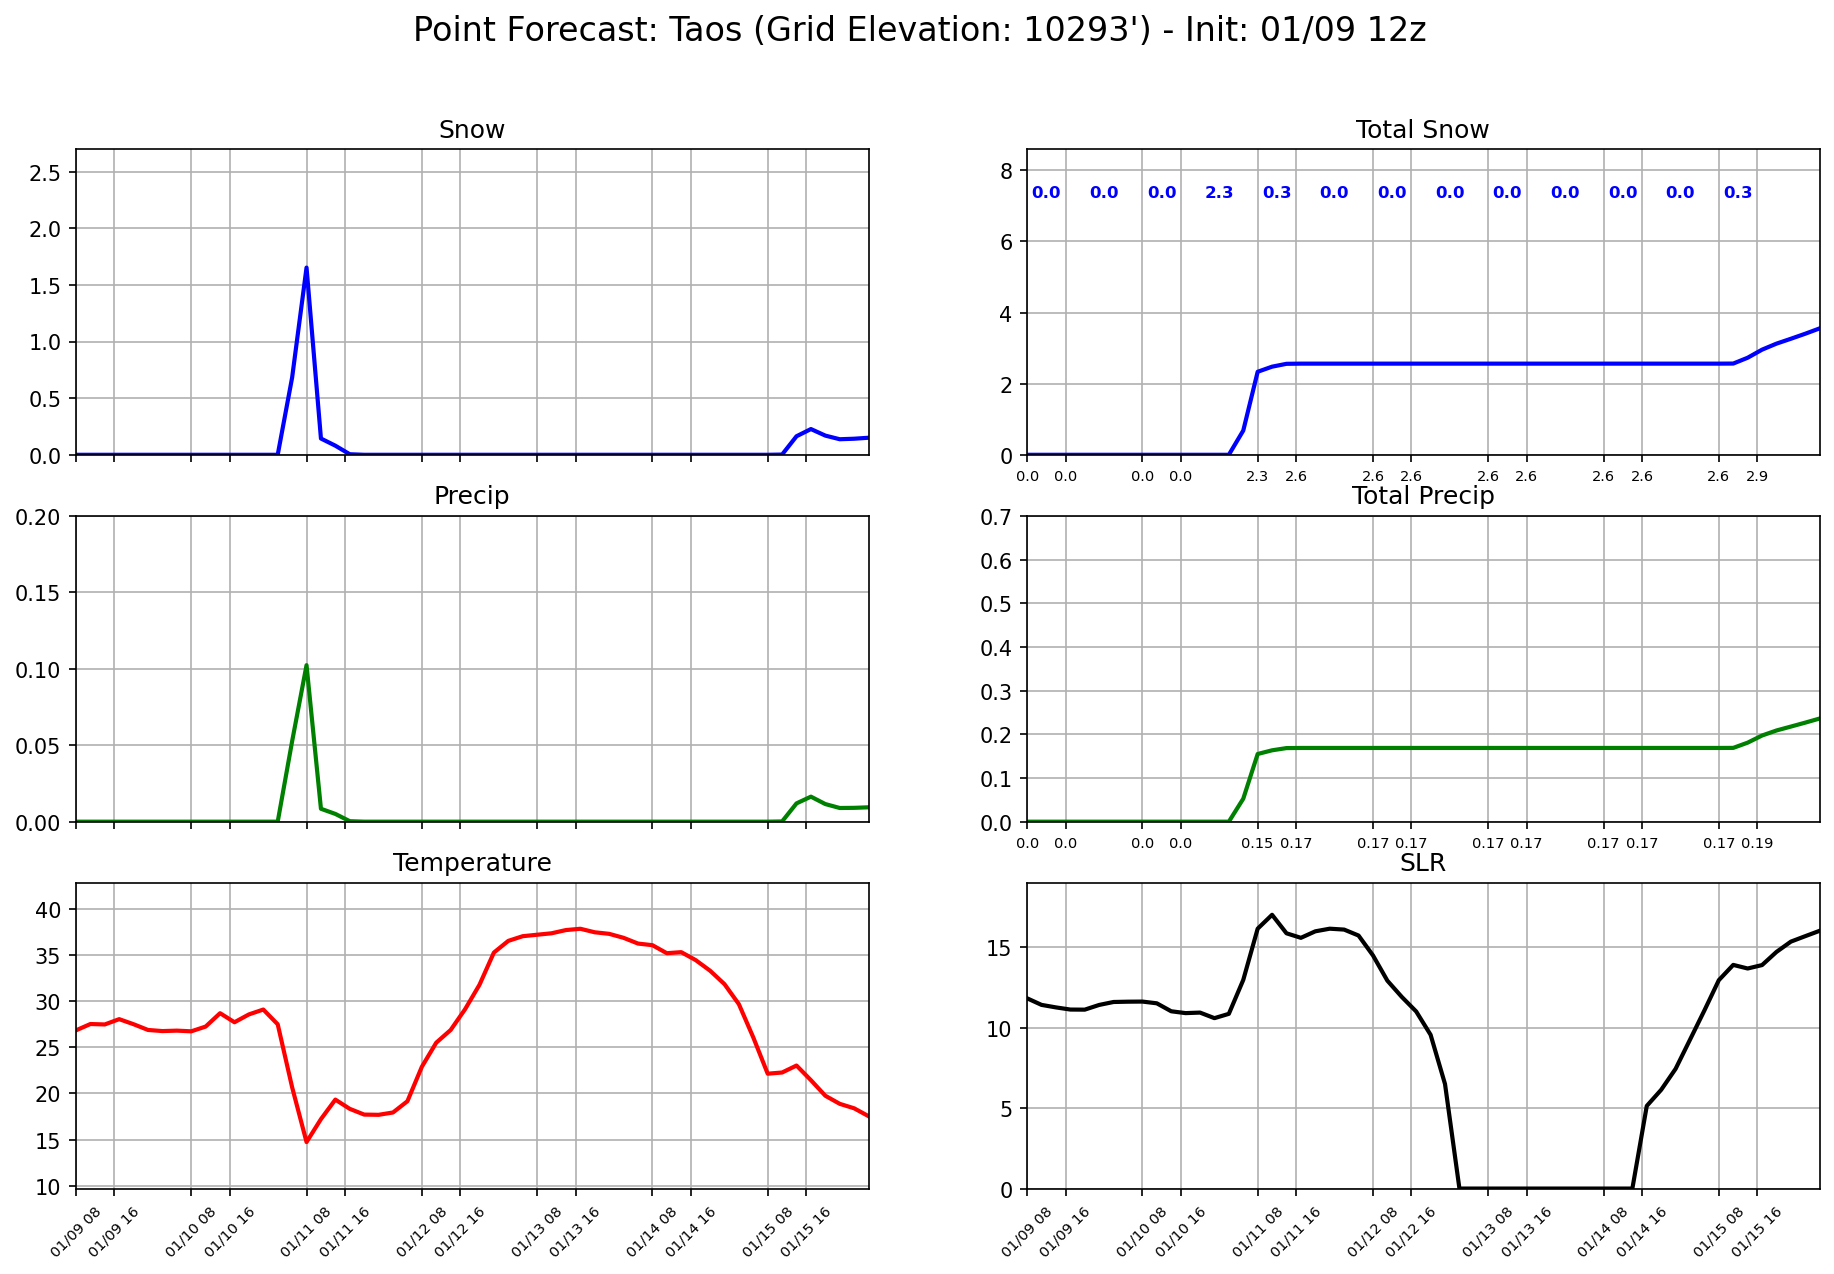 Point Forecast: Taos (Grid Elevation: 10293') - Init: 01/09 12z
Snow
2.5
2.0
1.5
1.0
0.5
0.0
Total Snow
8
6
4
2
0
0.0 0.0 0.0 2.3 0.3 0.0 0.0 0.0 0.0 0.0 0.0 0.0 0.3
0.0 0.0 0.0 0.0 2.3 2.6 2.6 2.6 2.6 2.6 2.6 2.6 2.6 2.9
Precip
0.20
0.15
0.10
0.05
0.00
Total Precip
0.7
0.6
0.5
0.4
0.3
0.2
0.1
0.0
0.0 0.0 0.0 0.0 0.15 0.17 0.17 0.17 0.17 0.17 0.17 0.17 0.17 0.19
Temperature
40
35
30
25
20
15
10
01/09 08 01/09 16 01/10 08 01/10 16 01/11 08 01/11 16 01/12 08 01/12 16 01/13 08 01/13 16 01/14 08 01/14 16 01/15 08 01/15 16
SLR
15
10
5
0
01/09 08 01/09 16 01/10 08 01/10 16 01/11 08 01/11 16 01/12 08 01/12 16 01/13 08 01/13 16 01/14 08 01/14 16 01/15 08 01/15 16